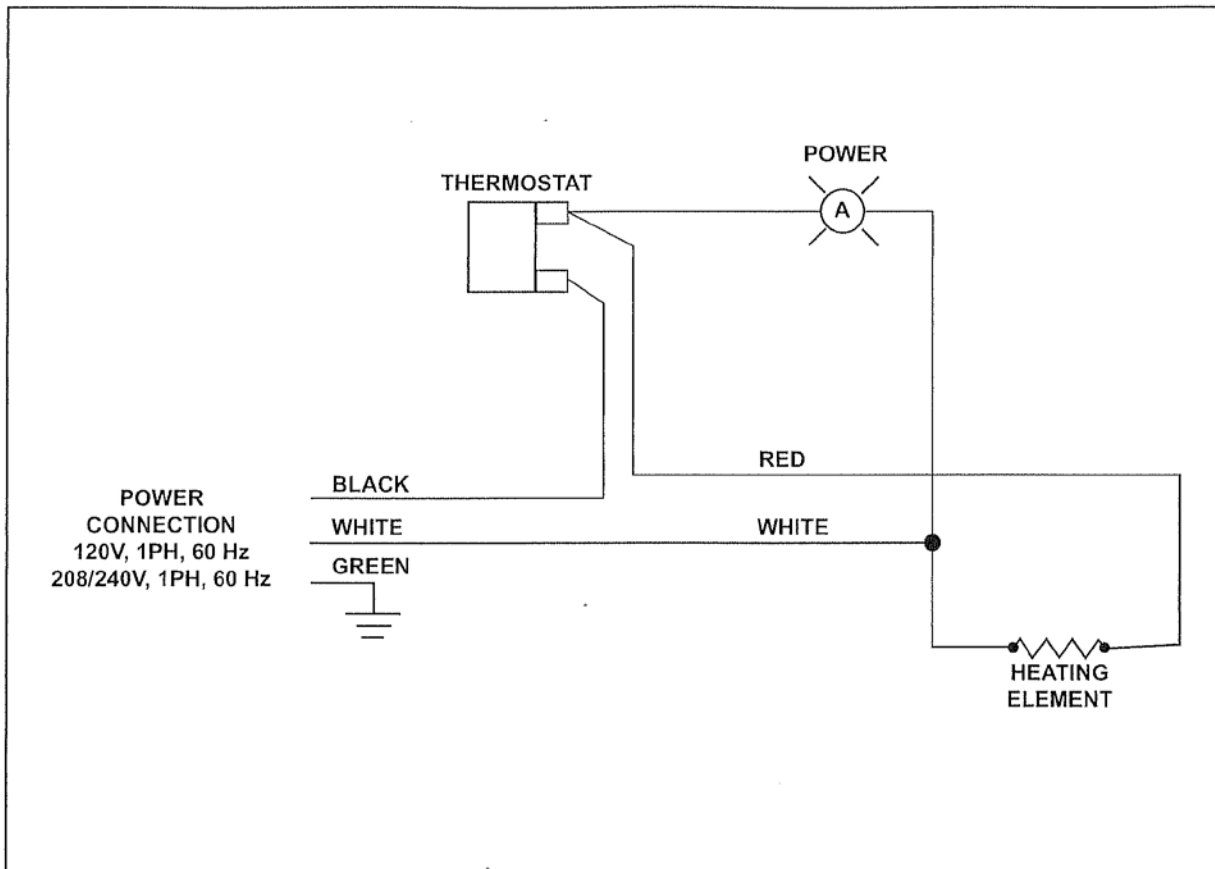 POWER
THERMOSTAT
A
RED
BLACK
POWER
CONNECTION
120V, 1PH, 60 Hz
208/240V, 1PH, 60 Hz
WHITE
WHITE
GREEN
HEATING
ELEMENT